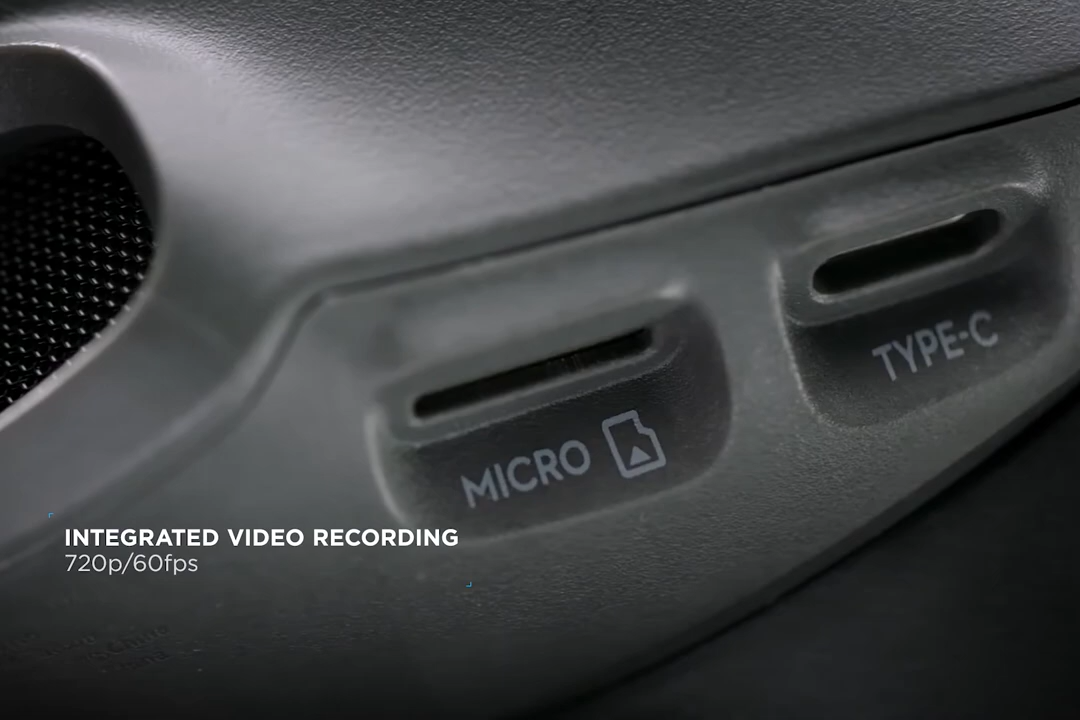 TYPE-C
MICRO
INTEGRATED VIDEO RECORDING
720p/60fps